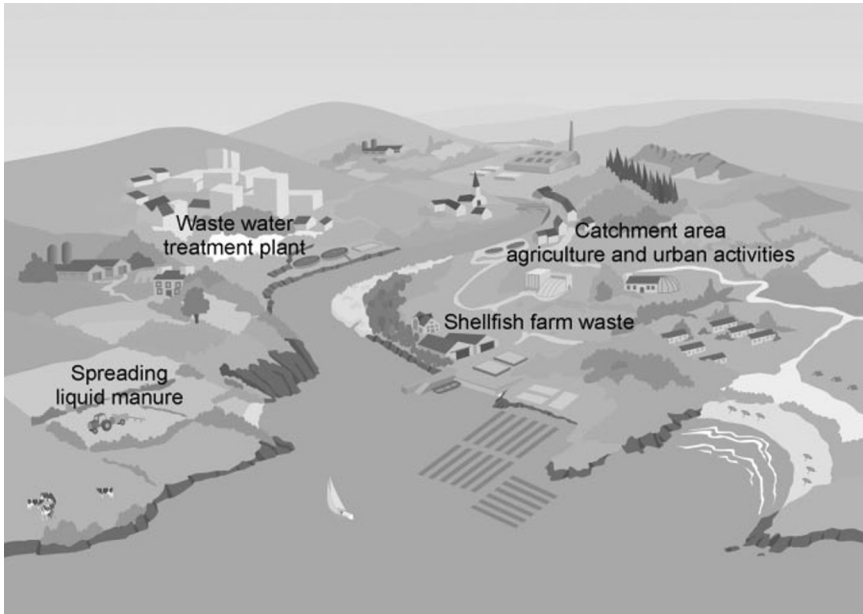 Waste water
treatment plant
Catchment area
agriculture and urban activities
Shellfish farm waste
Spreading
liquid manure